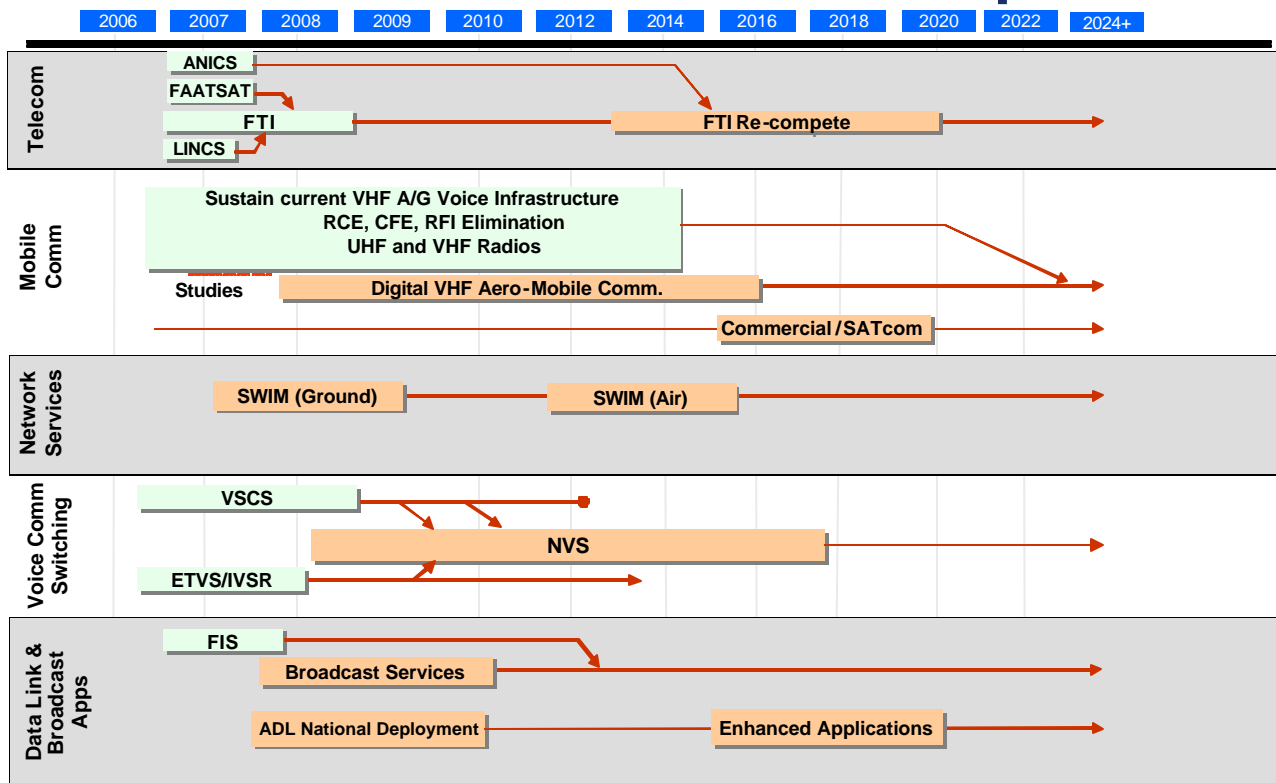 2006 2007 2008 2009 2010 2012 2014 2016 2018 2020 2022 2024+
Telecom
ANICS
FAATSAT
FTI
FTI Re-compete
LINCS
Mobile
Comm
Sustain current VHF A/G Voice Infrastructure
RCE, CFE, RFI Elimination
UHF and VHF Radios
Studies
Digital VHF Aero-Mobile Comm.
Commercial/SATcom
Network
Services
SWIM (Ground)
SWIM (Air)
Voice Comm
Switching
VSCS
NVS
ETVS/IVSR
Data Link &
Broadcast
Apps
FIS
Broadcast Services
ADL National Deployment
Enhanced Applications